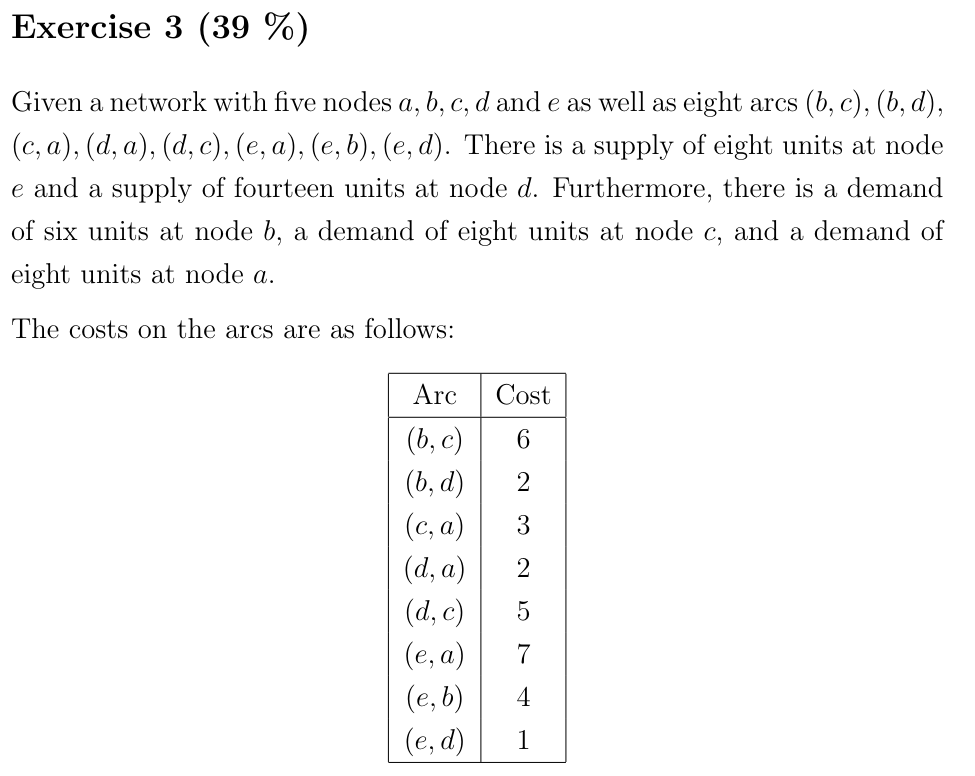 Exercise 3 (39 %)
Given a network with five nodes a, b, c, d and e as well as eight arcs (b, c), (b, d),
(c, a), (d, a), (d, c), (e, a), (e, b), (e, d). There is a supply of eight units at node
e and a supply of fourteen units at node d. Furthermore, there is a demand
of six units at node b, a demand of eight units at node c, and a demand of
eight units at node a.
The costs on the arcs are as follows:
Arc Cost
(b, c) 6
(b, d) 2
(c, a) 3
(d, a) 2
(d, c) 5
(e, a) 7
(e, b) 4
(e, d) 1